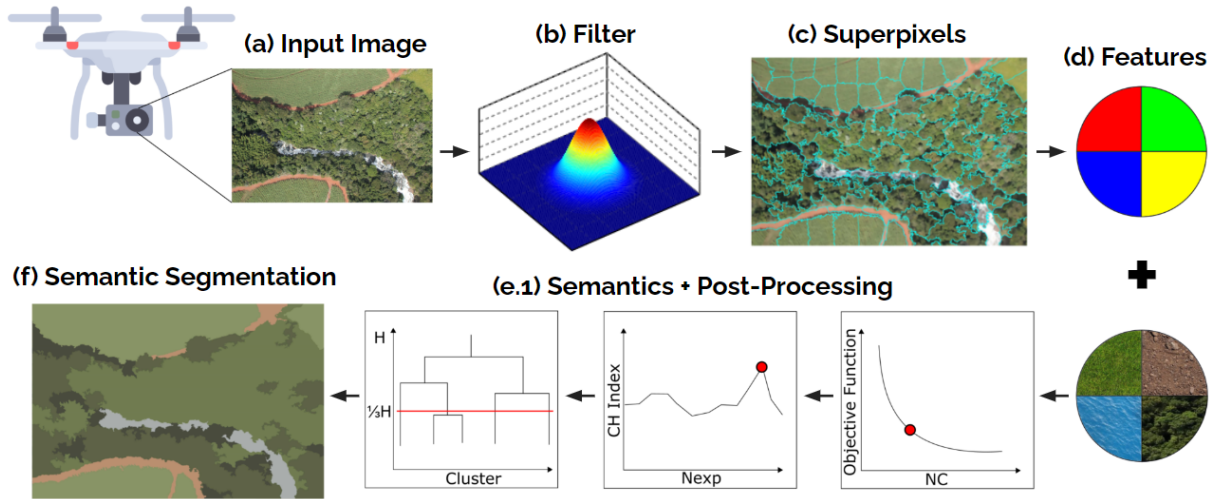 (a) Input Image
(b) Filter
(c) Superpixels
(d) Features
(f) Semantic Segmentation
(e.1) Semantics + Post-Processing
H
⅓H
Cluster
CH Index
Nexp
Objective Function
NC